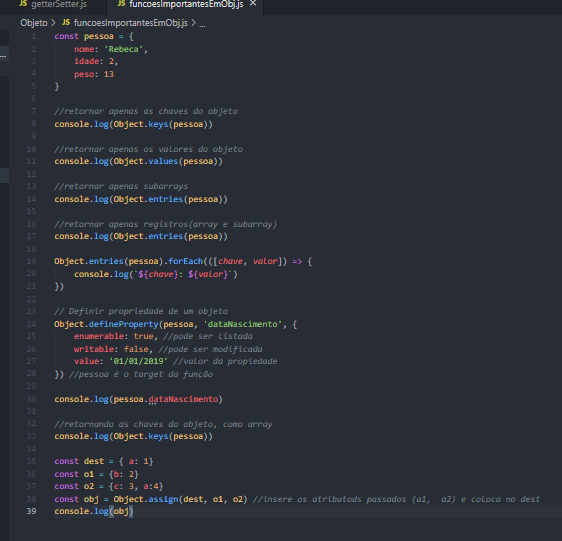 JS getterSetter.js JS funcoesImportantesEmObj.js ×
Objeto > JS funcoesImportantesEmObj.js > ...
1 const pessoa = {
2 nome: 'Rebeca',
3 idade: 2,
4 peso: 13
5 }
6
7 //retornar apenas as chaves do objeto
8 console.log(Object.keys(pessoa))
9
10 //retornar apenas os valores do objeto
11 console.log(Object.values(pessoa))
12
13 //retornar apenas subarrays
14 console.log(Object.entries(pessoa))
15
16 //retornar apenas registros(array e subarray)
17 console.log(Object.entries(pessoa))
18
19 Object.entries(pessoa).forEach(([chave, valor]) => {
20 console.log(`${chave}: ${valor}`)
21 })
22
23 // Definir propriedade de um objeto
24 Object.defineProperty(pessoa, 'dataNascimento', {
25 enumerable: true, //pode ser listada
26 writable: false, //pode ser modificada
27 value: '01/01/2019' //valor da propiedade
28 }) //pessoa é o target da função
29
30 console.log(pessoa.dataNascimento)
31
32 //retornando as chaves do objeto, como array
33 console.log(Object.keys(pessoa))
34
35 const dest = { a: 1}
36 const o1 = {b: 2}
37 const o2 = {c: 3, a:4}
38 const obj = Object.assign(dest, o1, o2) //insere os atributods passados (a1, a2) e coloca no dest
39 console.log(obj)